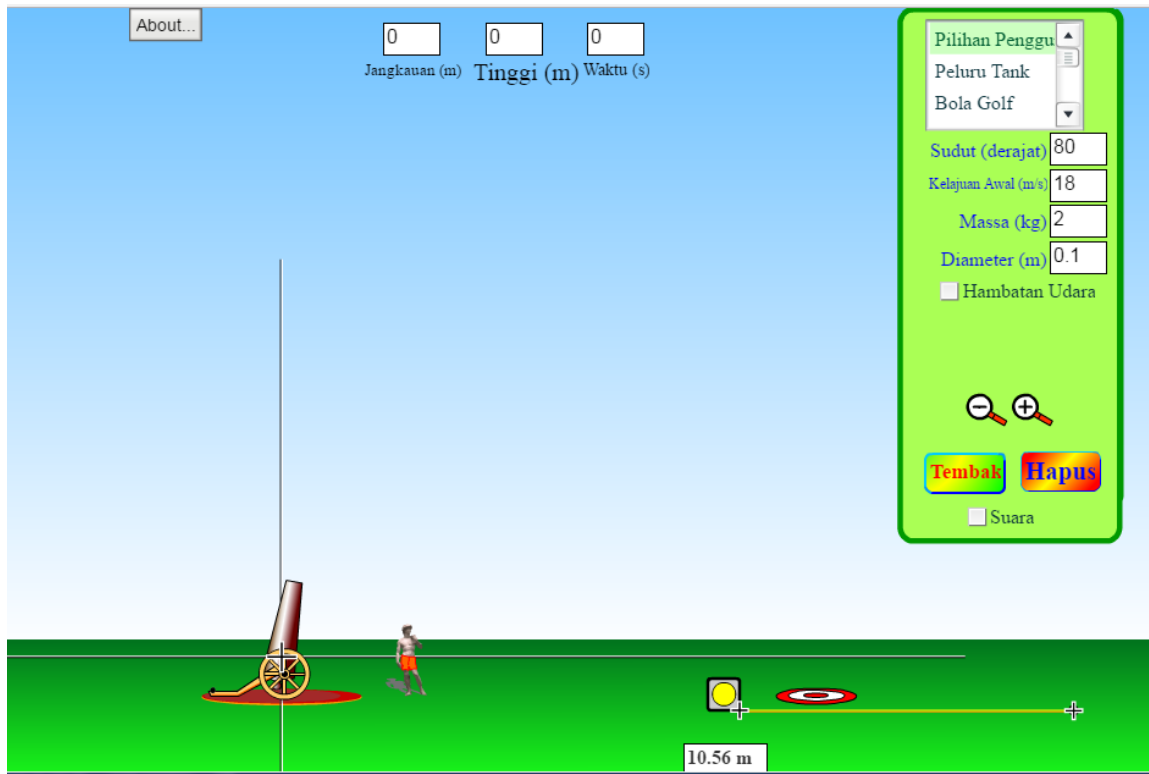 About...
0
0
0
Jangkauan (m)
Tinggi (m)
Waktu (s)
Pilihan Penggu
Peluru Tank
Bola Golf
Sudut (derajat) 80
Kelajuan Awal (m/s) 18
Massa (kg) 2
Diameter (m) 0.1
Hambatan Udara
Tembak
Hapus
Suara
10.56 m